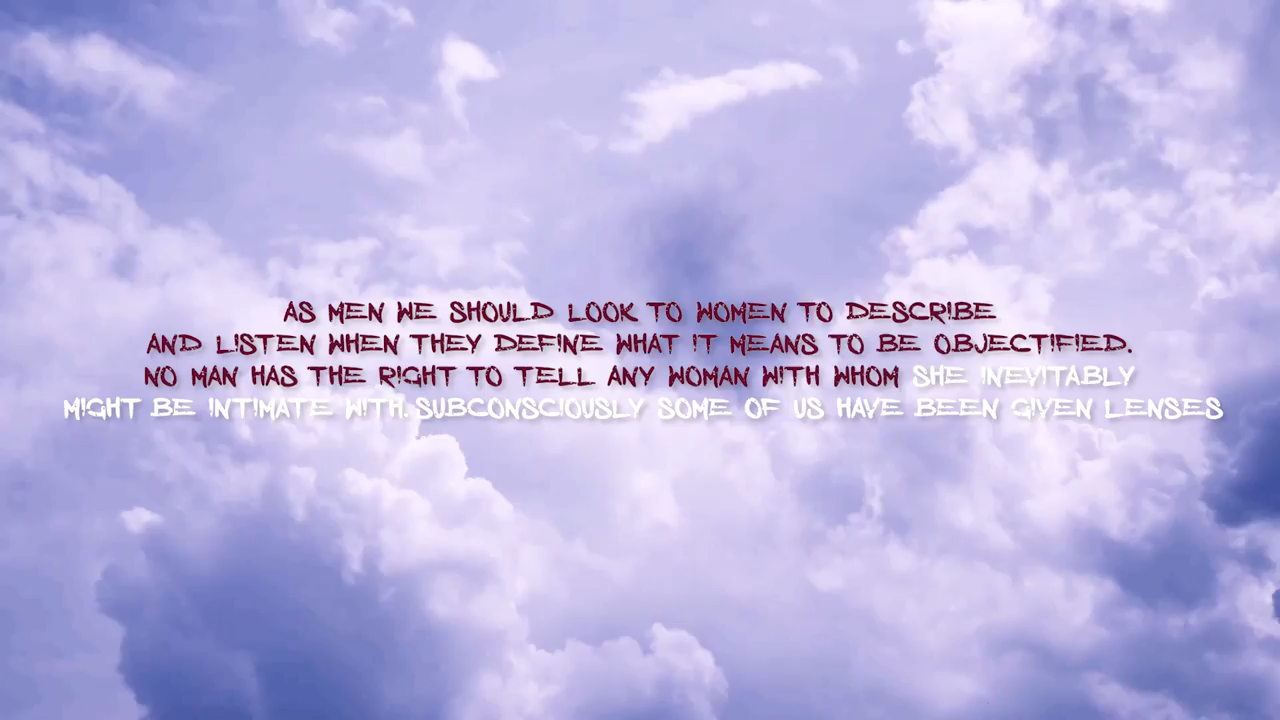 AS MEN WE SHOULD LOOK TO WOMEN TO DESCRIBE
AND LISTEN WHEN THEY DEFINE WHAT IT MEANS TO BE OBJECTIFIED.
NO MAN HAS THE RIGHT TO TELL ANY WOMAN WITH WHOM SHE INEVITABLY
MIGHT BE INTIMATE WITH. SUBCONSCIOUSLY SOME OF US HAVE BEEN GIVEN LENSES